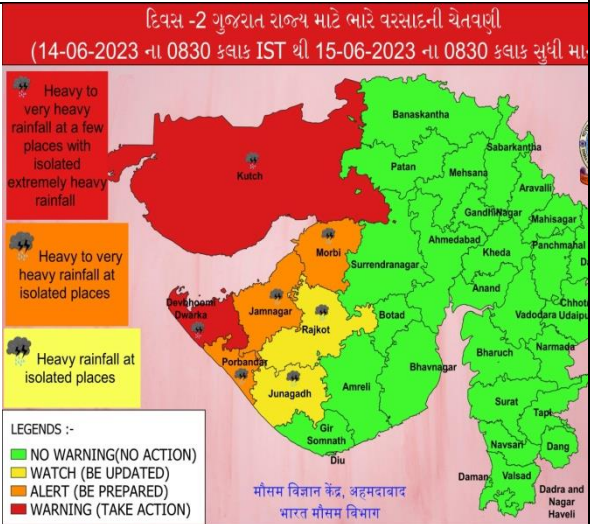 દિવસ -2 ગુજરાત રાજ્ય માટે ભારે વરસાદની ચેતવણી
(14-06-2023 ના 0830 કલાક IST થી 15-06-2023 ના 0830 કલાક સુધી
Heavy to
very heavy
rainfall at a few
places with
isolated
extremely heavy
rainfall
Heavy to very
heavy rainfall at
isolated places
Heavy rainfall at
isolated places
Banaskantha
Sabarkantha
Patan
Mehsana
Kutch
Aravalli
GandhiNagar
Mahisagar
Morbi
Ahmedabad
Panchmahal
Kheda
Surrendranagar
Anand
Devbhoomi
Dwarka
Jamnagar
Rajkot
Botad
Vadodara
Udaipu
Porbandar
Narmada
Bharuch
Bhavnagar
Junagadh
Amreli
Surat
Tapi
Gir
Somnath
Navsari
Dang
Diu
Daman
Valsad
Dadra and
Nagar
Haveli
LEGENDS :-
NO WARNING(NO ACTION)
WATCH (BE UPDATED)
ALERT (BE PREPARED)
WARNING (TAKE ACTION)
मौसम विज्ञान केंद्र, अहमदाबाद
भारत मौसम विभाग